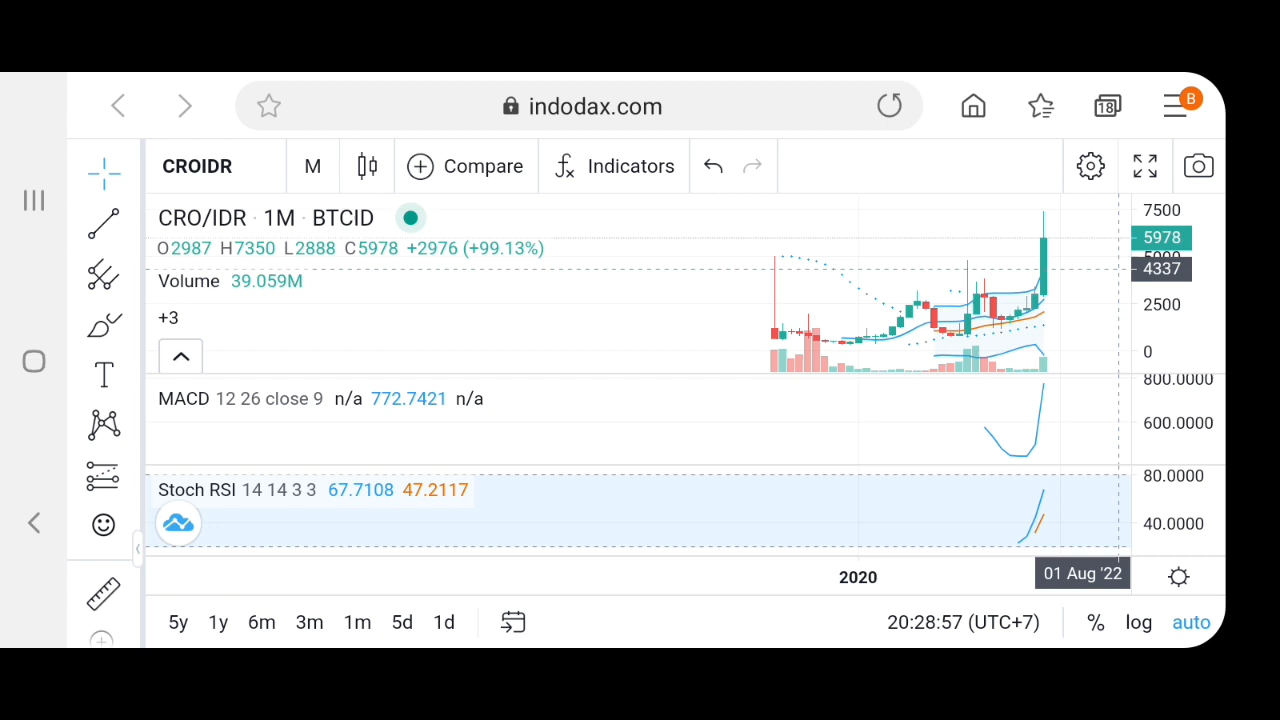 indodax.com
18
B
CROIDR M Compare Indicators
CRO/IDR · 1M · BTCID
O2987 H7350 L2888 C5978 +2976 (+99.13%)
Volume 39.059M
+3
7500
5978
4337
2500
0
MACD 12 26 close 9 n/a 772.7421 n/a
800.0000
600.0000
Stoch RSI 14 14 3 3 67.7108 47.2117
80.0000
40.0000
2020
01 Aug '22
5y 1y 6m 3m 1m 5d 1d
20:28:57 (UTC+7)
% log auto